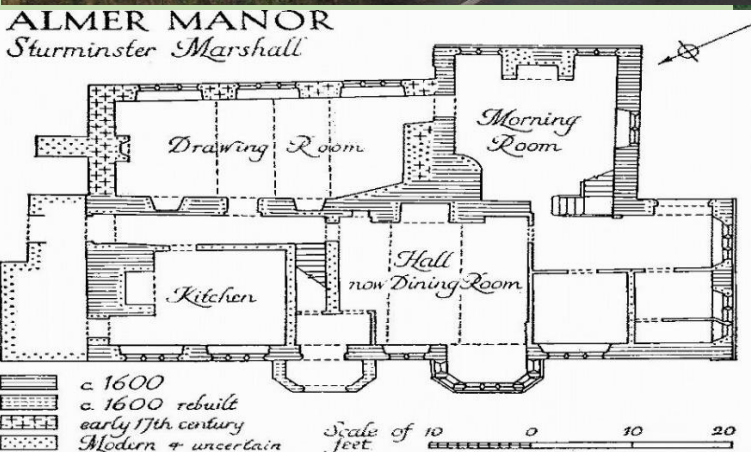 ALMER MANOR
Sturminster Marshall
Drawing Room
Morning
Room
Hall
now Dining Room
Kitchen
c. 1600
c. 1600 rebuilt
early 17th century
Modern & uncertain
Scale of
feet
10 0 10 20